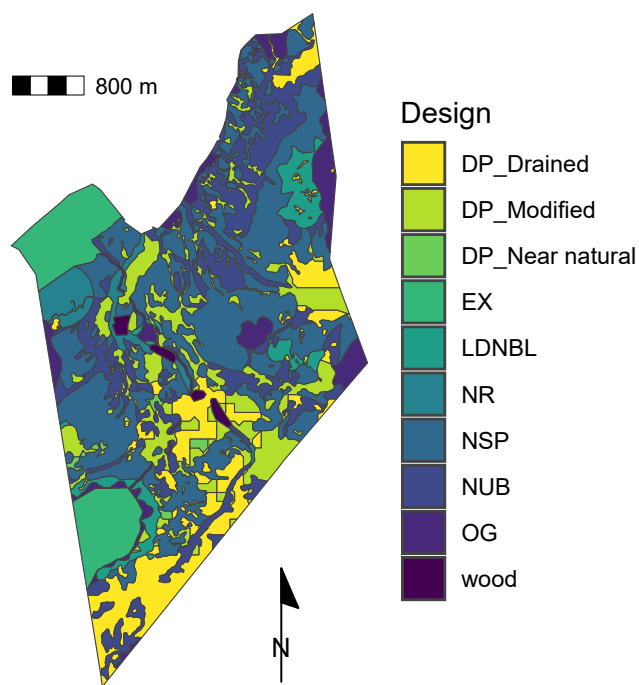 800 m
Design
DP_Drained
DP_Modified
DP_Near natural
EX
LDNBL
NR
NSP
NUB
OG
wood
N